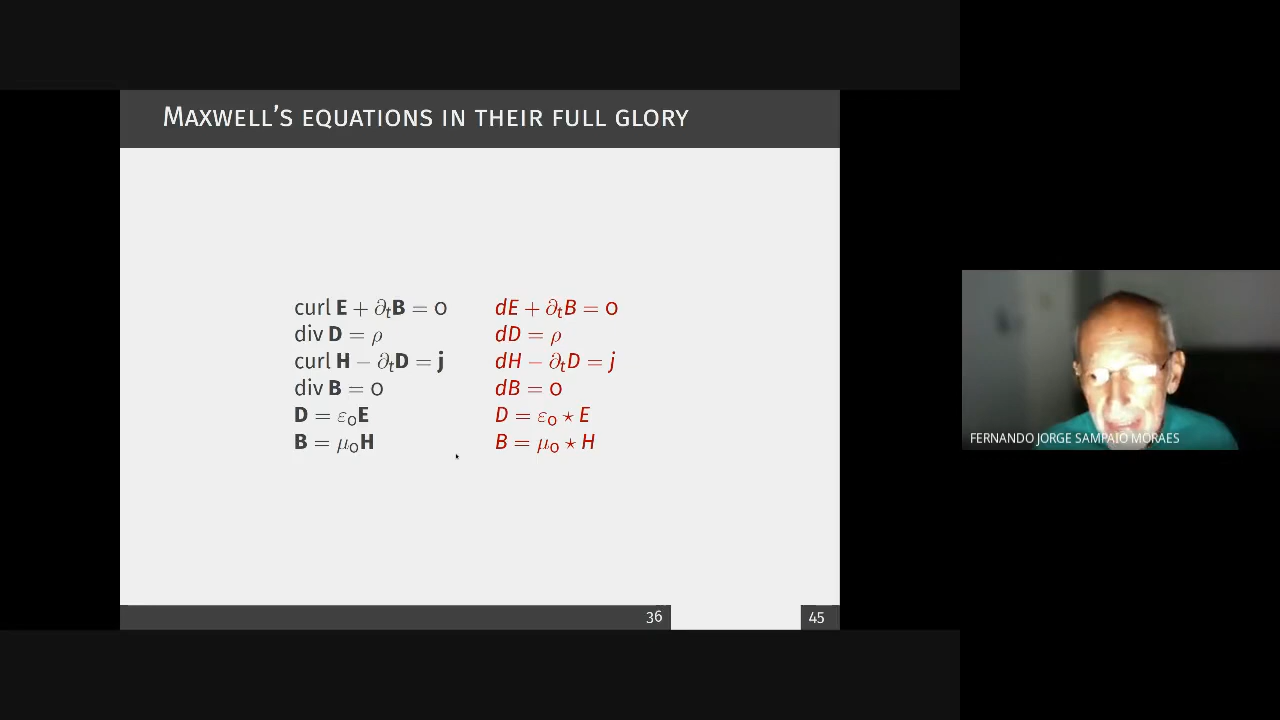 MAXWELL'S EQUATIONS IN THEIR FULL GLORY
curl E + ∂ₜB = 0 dE + ∂ₜB = 0
div D = ρ dD = ρ
curl H − ∂ₜD = j dH − ∂ₜD = j
div B = 0 dB = 0
D = ε₀E D = ε₀ ⋆ E
B = μ₀H B = μ₀ ⋆ H
FERNANDO JORGE SAMPAIO MORAES
36 45